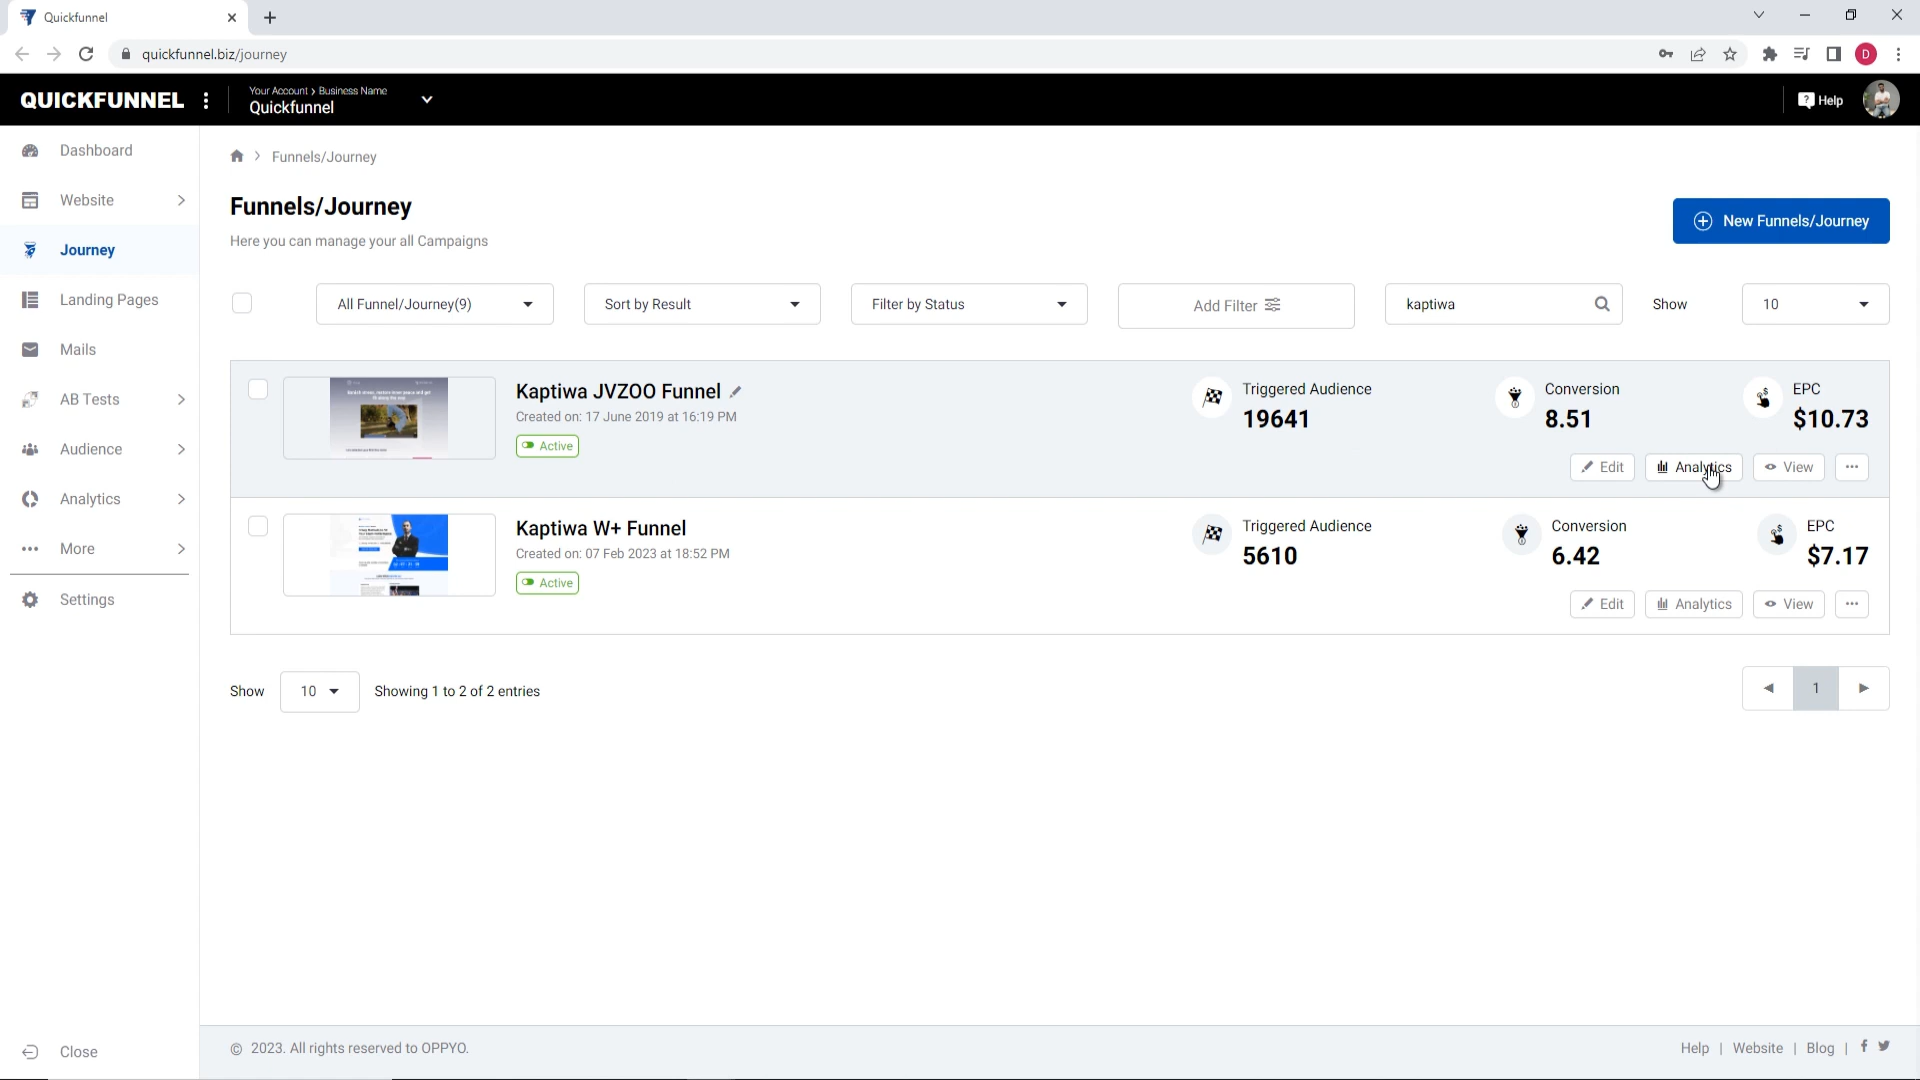 Quickfunnel
quickfunnel.biz/journey
D
QUICKFUNNEL
Your Account > Business Name
Quickfunnel
Help
Dashboard
Website
Journey
Landing Pages
Mails
AB Tests
Audience
Analytics
More
Settings
Close
Funnels/Journey
Funnels/Journey
Here you can manage your all Campaigns
New Funnels/Journey
All Funnel/Journey(9)
Sort by Result
Filter by Status
Add Filter
kaptiwa
Show
10
Kaptiwa JVZOO Funnel
Created on: 17 June 2019 at 16:19 PM
Active
Triggered Audience
19641
Conversion
8.51
EPC
$10.73
Edit
Analytics
View
Kaptiwa W+ Funnel
Created on: 07 Feb 2023 at 18:52 PM
Active
Triggered Audience
5610
Conversion
6.42
EPC
$7.17
Edit
Analytics
View
Show
10
Showing 1 to 2 of 2 entries
1
© 2023. All rights reserved to OPPYO.
Help | Website | Blog |